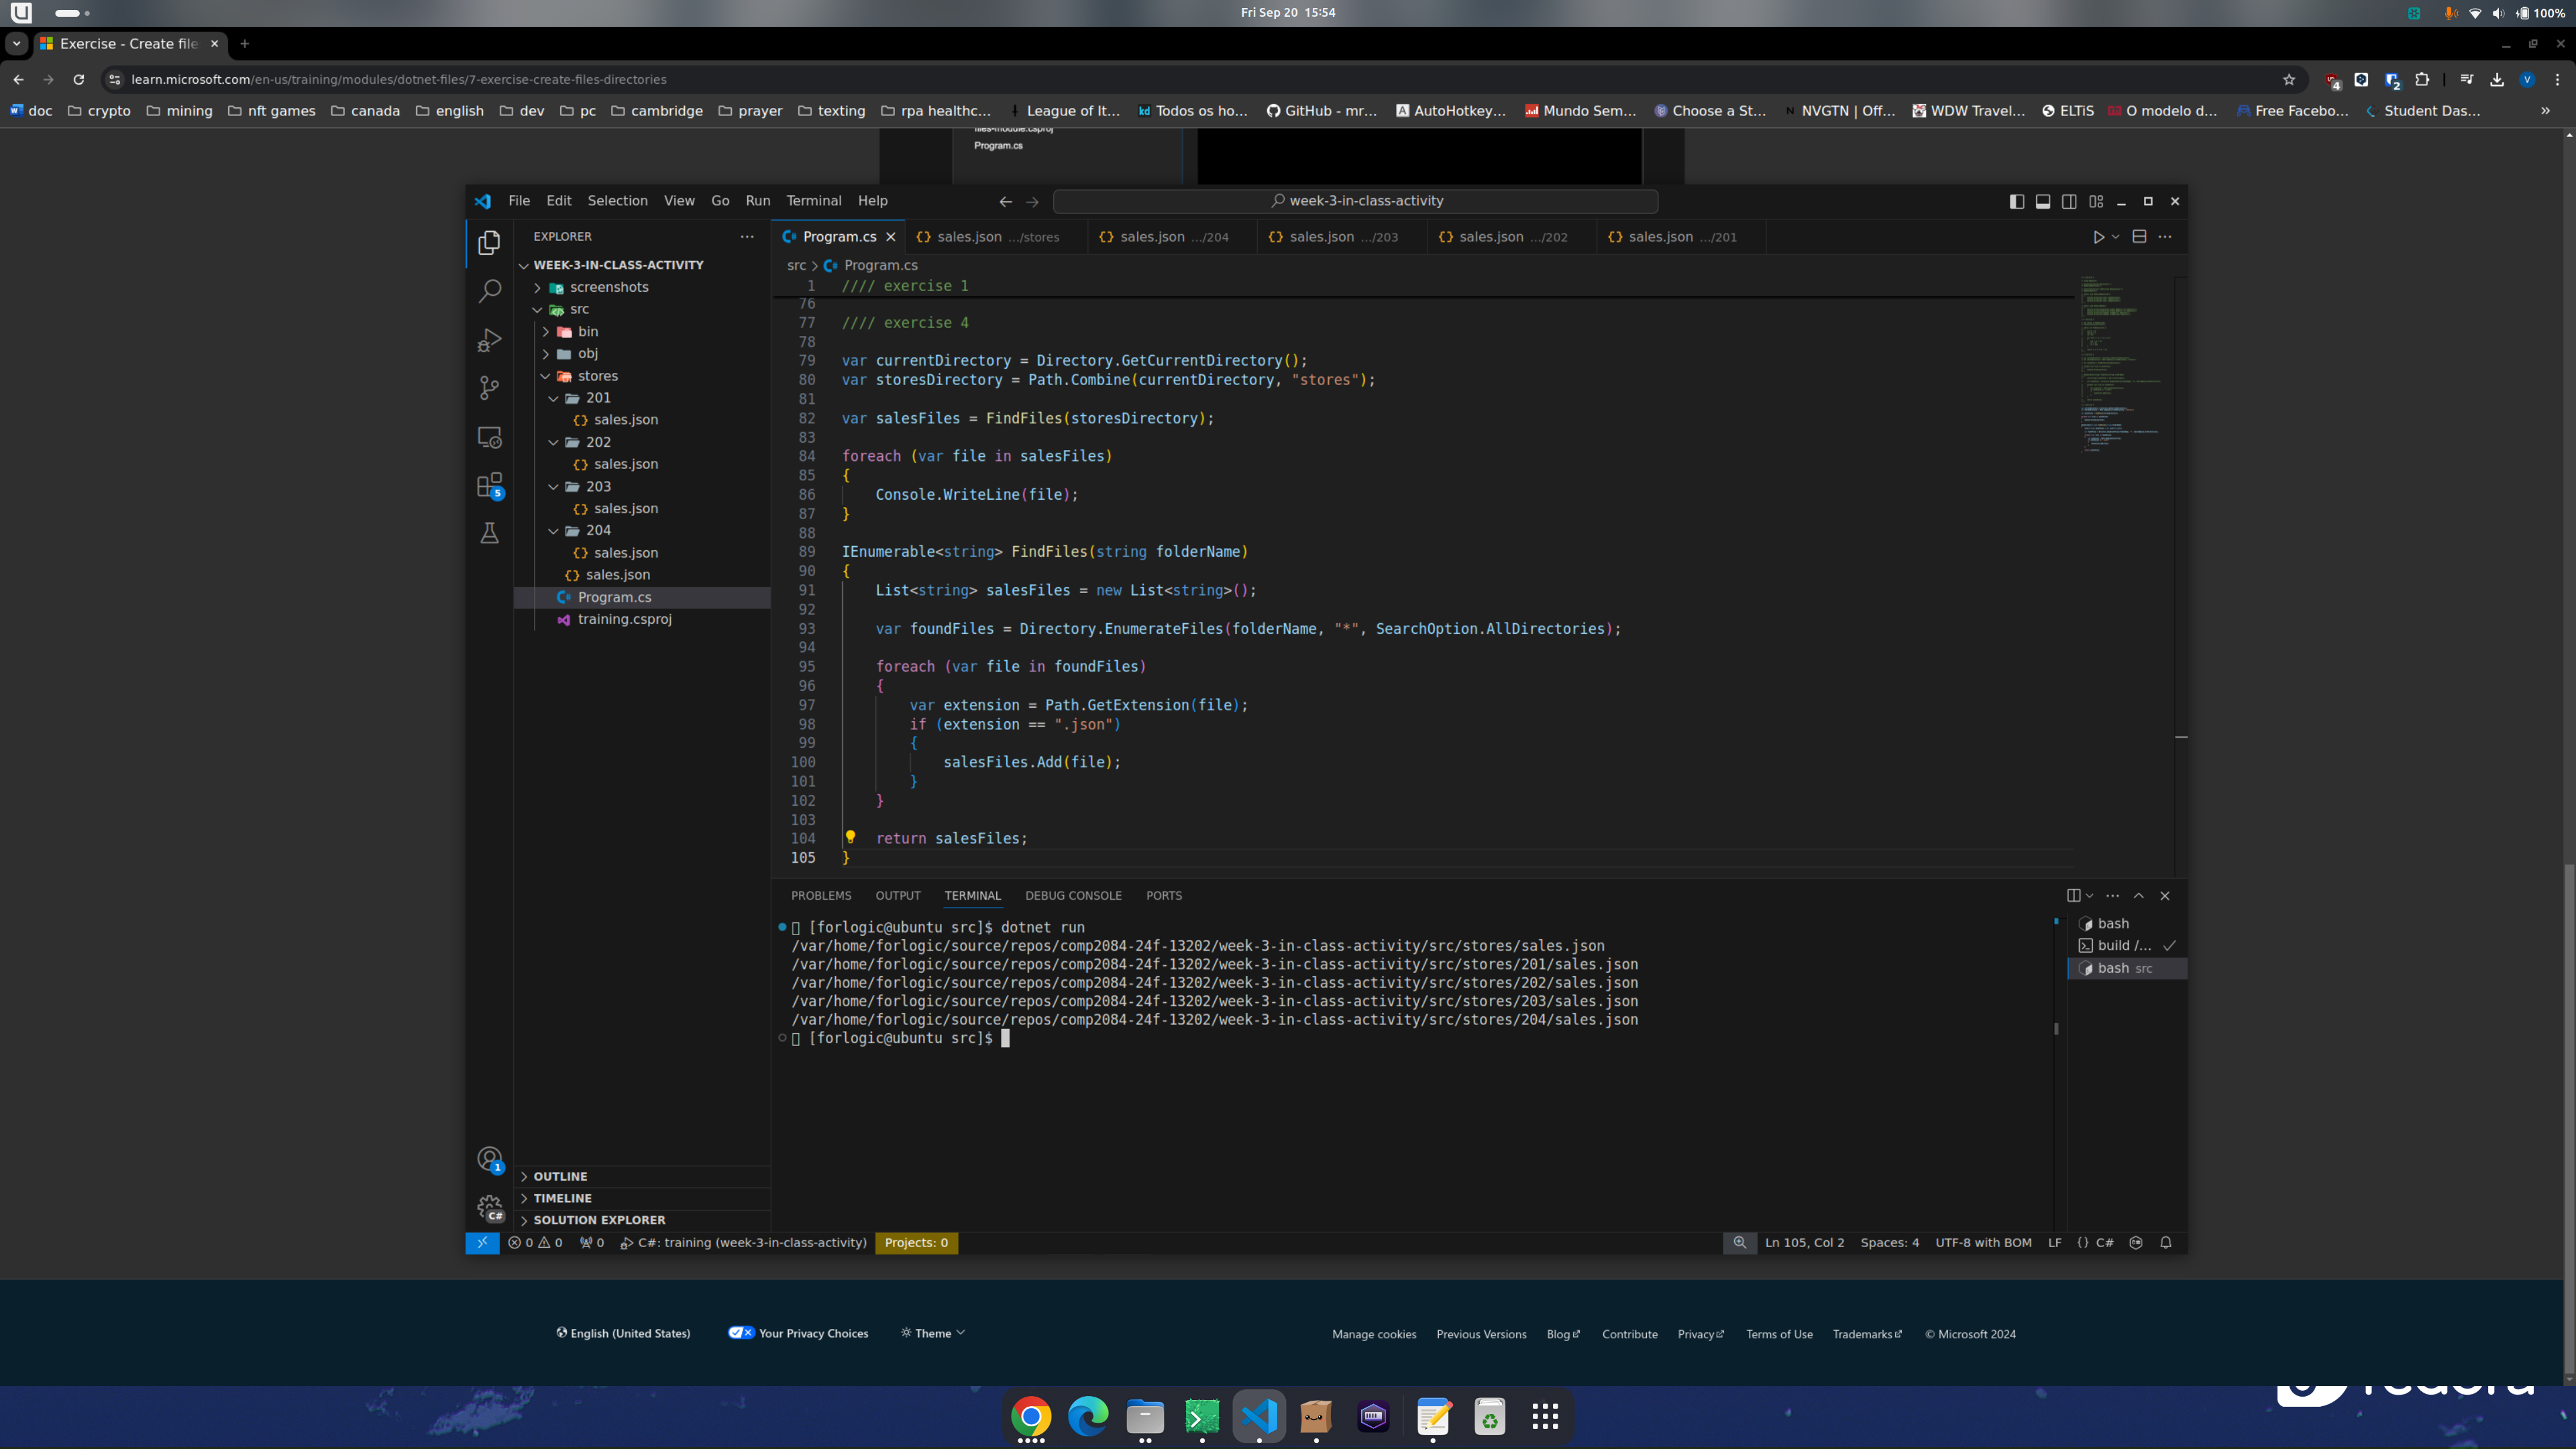 Fri Sep 20 15:54
100%
Exercise - Create file
learn.microsoft.com/en-us/training/modules/dotnet-files/7-exercise-create-files-directories
4
2
V
doc crypto mining nft games canada english dev pc cambridge prayer texting rpa healthc... League of It... Todos os ho... GitHub - mr... AutoHotkey... Mundo Sem... Choose a St... NVGTN | Off... WDW Travel... ELTiS O modelo d... Free Facebo... Student Das...
files-module.csproj
Program.cs
File Edit Selection View Go Run Terminal Help
week-3-in-class-activity
EXPLORER
Program.cs
sales.json .../stores
sales.json .../204
sales.json .../203
sales.json .../202
sales.json .../201
WEEK-3-IN-CLASS-ACTIVITY
screenshots
src
bin
obj
stores
201
sales.json
202
sales.json
203
sales.json
204
sales.json
sales.json
Program.cs
training.csproj
5
src > Program.cs
1 //// exercise 1
76
77 //// exercise 4
78
79 var currentDirectory = Directory.GetCurrentDirectory();
80 var storesDirectory = Path.Combine(currentDirectory, "stores");
81
82 var salesFiles = FindFiles(storesDirectory);
83
84 foreach (var file in salesFiles)
85 {
86 Console.WriteLine(file);
87 }
88
89 IEnumerable<string> FindFiles(string folderName)
90 {
91 List<string> salesFiles = new List<string>();
92
93 var foundFiles = Directory.EnumerateFiles(folderName, "*", SearchOption.AllDirectories);
94
95 foreach (var file in foundFiles)
96 {
97 var extension = Path.GetExtension(file);
98 if (extension == ".json")
99 {
100 salesFiles.Add(file);
101 }
102 }
103
104 return salesFiles;
105 }
PROBLEMS OUTPUT TERMINAL DEBUG CONSOLE PORTS
[forlogic@ubuntu src]$ dotnet run
/var/home/forlogic/source/repos/comp2084-24f-13202/week-3-in-class-activity/src/stores/sales.json
/var/home/forlogic/source/repos/comp2084-24f-13202/week-3-in-class-activity/src/stores/201/sales.json
/var/home/forlogic/source/repos/comp2084-24f-13202/week-3-in-class-activity/src/stores/202/sales.json
/var/home/forlogic/source/repos/comp2084-24f-13202/week-3-in-class-activity/src/stores/203/sales.json
/var/home/forlogic/source/repos/comp2084-24f-13202/week-3-in-class-activity/src/stores/204/sales.json
[forlogic@ubuntu src]$
bash
build /...
bash src
1
C#
OUTLINE
TIMELINE
SOLUTION EXPLORER
0 0 0 C#: training (week-3-in-class-activity) Projects: 0
Ln 105, Col 2 Spaces: 4 UTF-8 with BOM LF {} C#
English (United States) Your Privacy Choices Theme
Manage cookies Previous Versions Blog Contribute Privacy Terms of Use Trademarks © Microsoft 2024